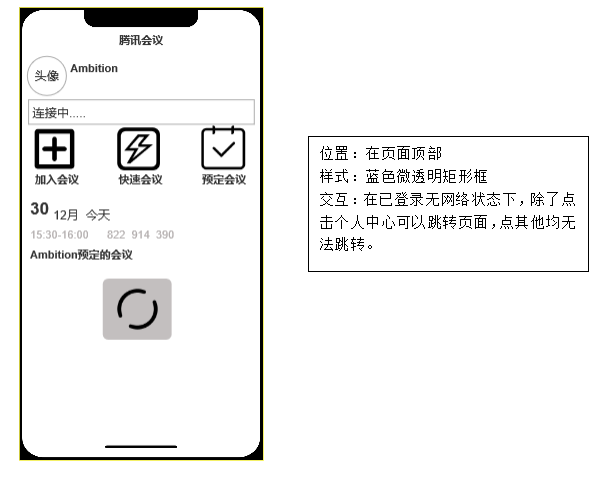 腾讯会议
头像
Ambition
连接中.....
加入会议 快速会议 预定会议
30 12月 今天
15:30-16:00 822 914 390
Ambition预定的会议
位置：在页面顶部
样式：蓝色微透明矩形框
交互：在已登录无网络状态下，除了点
击个人中心可以跳转页面，点其他均无
法跳转。